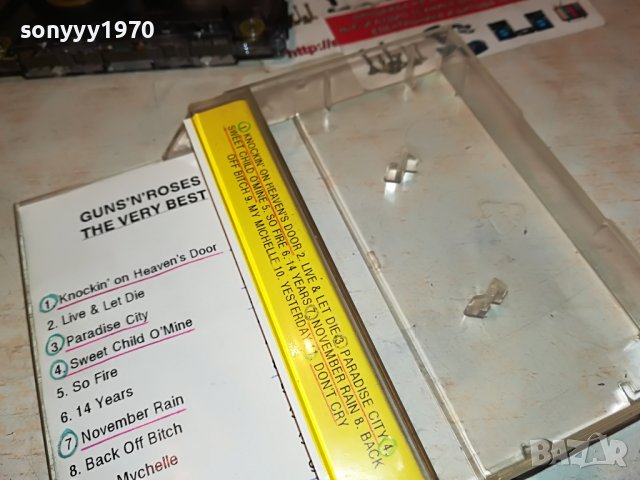 sonyyy1970
GUNS'N'ROSES
THE VERY BEST
1 Knockin' on Heaven's Door
2. Live & Let Die
3 Paradise City
4. Sweet Child O'Mine
5. So Fire
6. 14 Years
7 November Rain
8. Back Off Bitch
Mychelle
1 KNOCKIN' ON HEAVEN'S DOOR 2. LIVE & LET DIE 3 PARADISE CITY 4.
SWEET CHILD O'MINE 5. SO FIRE 6. 14 YEARS 7 NOVEMBER RAIN 8. BACK
OFF BITCH 9. MY MICHELLE 10. YESTERDAY DON'T CRY
BAZAR